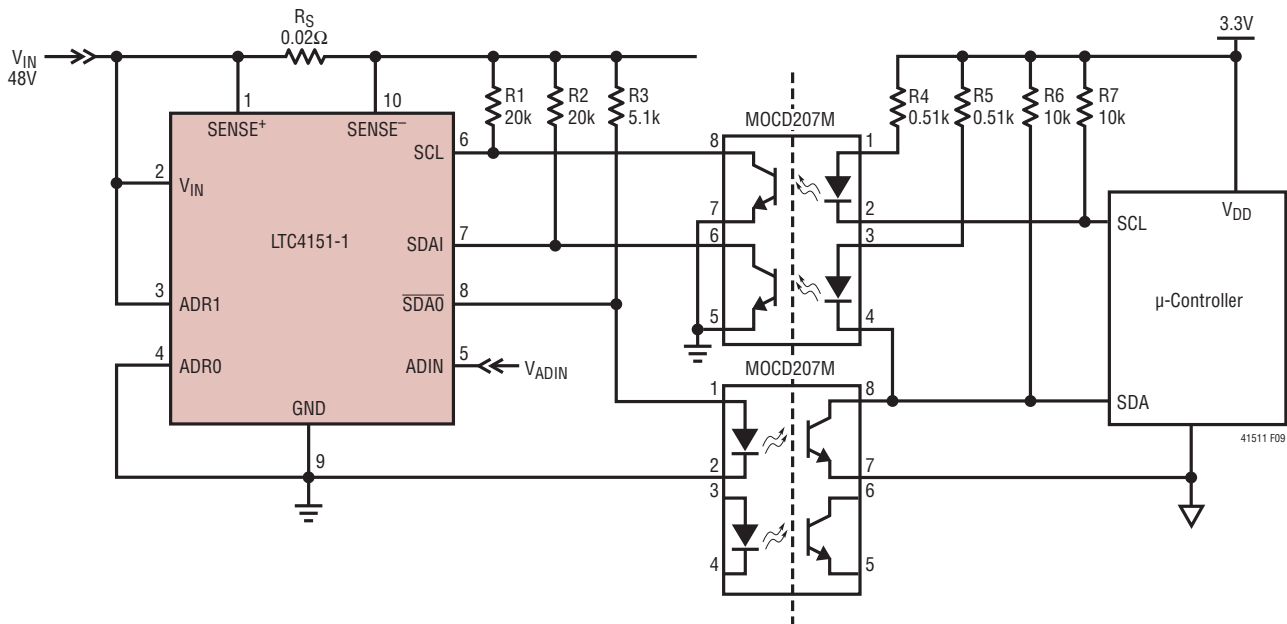 RS
0.02Ω
VIN
48V
3.3V
1
10
SENSE+
SENSE–
R1
20k
R2
20k
R3
5.1k
MOCD207M
R4
0.51k
R5
0.51k
R6
10k
R7
10k
2
VIN
LTC4151-1
SCL
6
8
1
7
2
SCL
VDD
SDAI
7
6
3
3
ADR1
SDA0
8
5
4
µ-Controller
4
ADR0
ADIN
5
VADIN
MOCD207M
GND
9
1
8
SDA
41511 F09
2
7
3
6
4
5